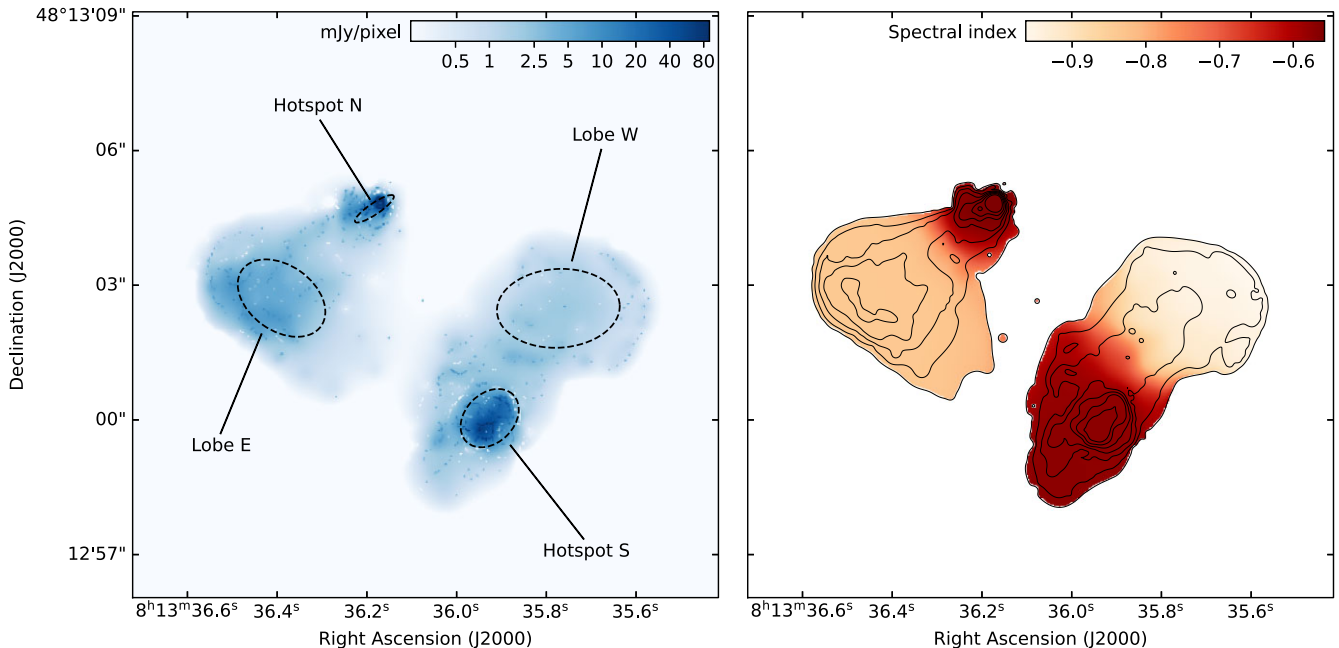 48°13'09"
mJy/pixel
0.5 1 2.5 5 10 20 40 80
Hotspot N
Lobe W
06"
Declination (J2000)
03"
Lobe E
00"
Hotspot S
12'57"
8ʰ13ᵐ36.6ˢ 36.4ˢ 36.2ˢ 36.0ˢ 35.8ˢ 35.6ˢ
Right Ascension (J2000)
Spectral index
−0.9 −0.8 −0.7 −0.6
8ʰ13ᵐ36.6ˢ 36.4ˢ 36.2ˢ 36.0ˢ 35.8ˢ 35.6ˢ
Right Ascension (J2000)